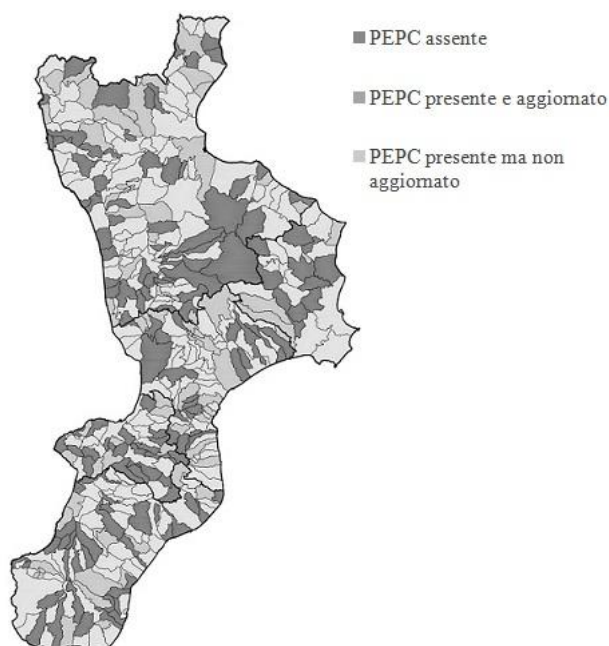 PEPC assente
PEPC presente e aggiornato
PEPC presente ma non
aggiornato